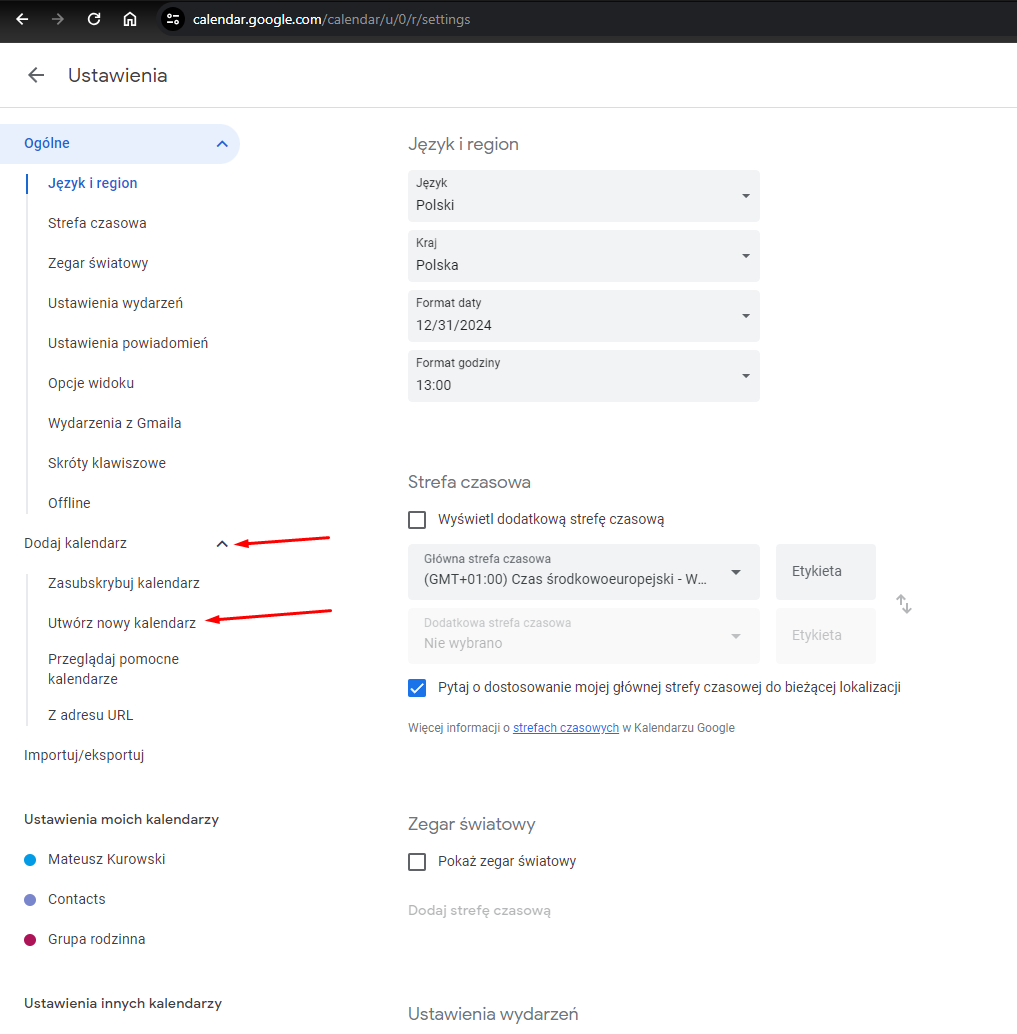 calendar.google.com/calendar/u/0/r/settings
Ustawienia
Ogólne
Język i region
Strefa czasowa
Zegar światowy
Ustawienia wydarzeń
Ustawienia powiadomień
Opcje widoku
Wydarzenia z Gmaila
Skróty klawiszowe
Offline
Dodaj kalendarz
Zasubskrybuj kalendarz
Utwórz nowy kalendarz
Przeglądaj pomocne
kalendarze
Z adresu URL
Importuj/eksportuj
Ustawienia moich kalendarzy
Mateusz Kurowski
Contacts
Grupa rodzinna
Ustawienia innych kalendarzy
Język i region
Język
Polski
Kraj
Polska
Format daty
12/31/2024
Format godziny
13:00
Strefa czasowa
Wyświetl dodatkową strefę czasową
Główna strefa czasowa
(GMT+01:00) Czas środkowoeuropejski - W...
Etykieta
Dodatkowa strefa czasowa
Nie wybrano
Etykieta
Pytaj o dostosowanie mojej głównej strefy czasowej do bieżącej lokalizacji
Więcej informacji o strefach czasowych w Kalendarzu Google
Zegar światowy
Pokaż zegar światowy
Dodaj strefę czasową
Ustawienia wydarzeń